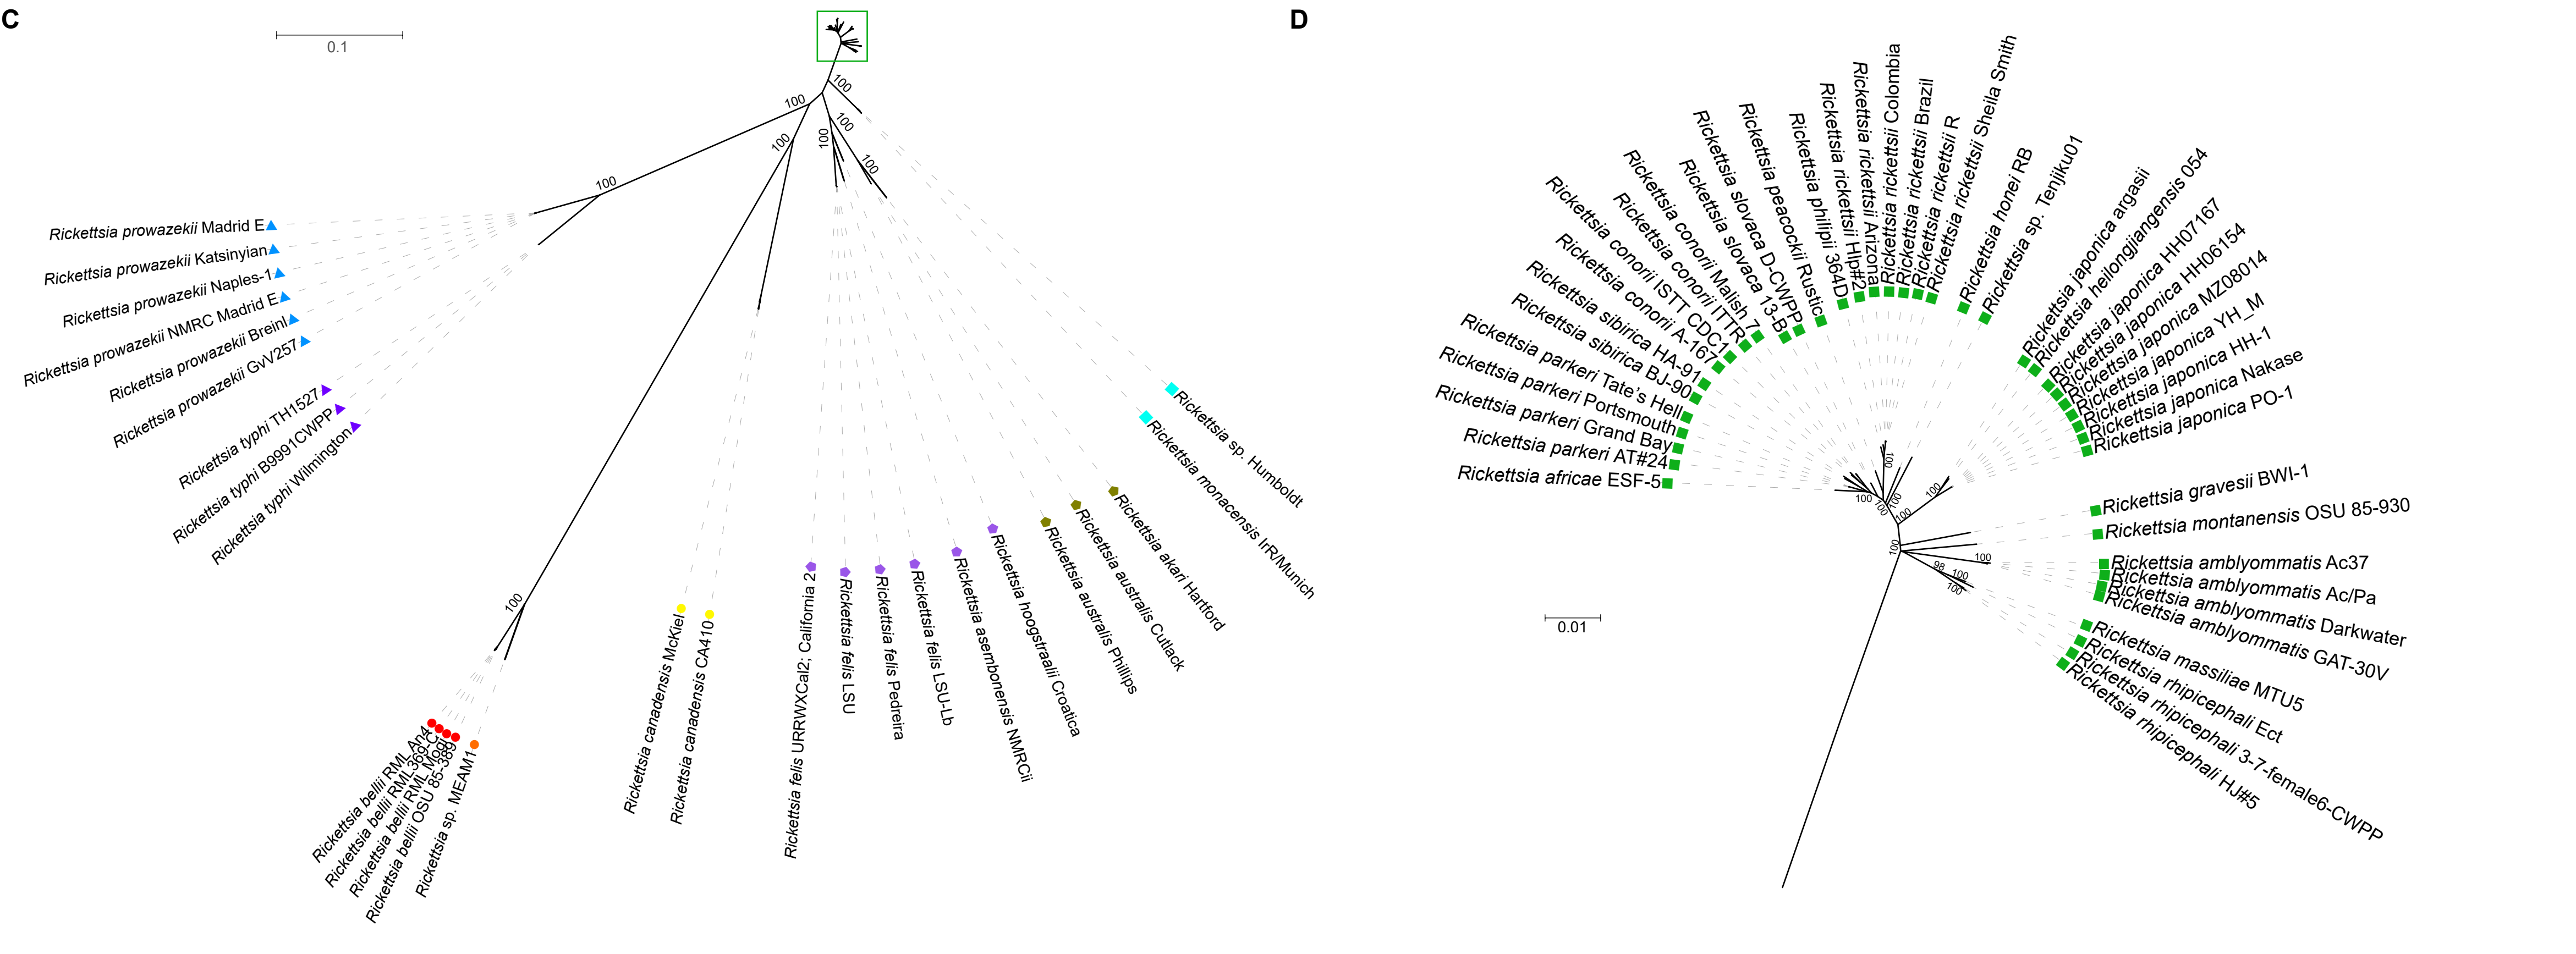 C
0.1
100
100
100
100
100
100
100
100
Rickettsia prowazekii Madrid E
Rickettsia prowazekii Katsinyian
Rickettsia prowazekii Naples-1
Rickettsia prowazekii NMRC Madrid E
Rickettsia prowazekii Breinl
Rickettsia prowazekii GvV257
Rickettsia typhi TH1527
Rickettsia typhi B9991CWPP
Rickettsia typhi Wilmington
Rickettsia bellii RML An4
Rickettsia bellii RML369-C
Rickettsia bellii RML Mogi
Rickettsia bellii OSU 85-389
Rickettsia sp. MEAM1
Rickettsia canadensis McKiel
Rickettsia canadensis CA410
Rickettsia felis URRWXCal2; California 2
Rickettsia felis LSU
Rickettsia felis Pedreira
Rickettsia felis LSU-Lb
Rickettsia asembonensis NMRCii
Rickettsia hoogstraalii Croatica
Rickettsia australis Phillips
Rickettsia australis Cutlack
Rickettsia akari Hartford
Rickettsia monacensis IrR/Munich
Rickettsia sp. Humboldt
D
Rickettsia africae ESF-5
Rickettsia parkeri AT#24
Rickettsia parkeri Grand Bay
Rickettsia parkeri Portsmouth
Rickettsia parkeri Tate's Hell
Rickettsia sibirica BJ-90
Rickettsia sibirica HA-91
Rickettsia conorii A-167
Rickettsia conorii ISTT CDC1
Rickettsia conorii ITTR
Rickettsia conorii Malish 7
Rickettsia slovaca 13-B
Rickettsia slovaca D-CWPP
Rickettsia peacockii Rustic
Rickettsia philipii 364D
Rickettsia rickettsii Hlp#2
Rickettsia rickettsii Arizona
Rickettsia rickettsii Colombia
Rickettsia rickettsii Brazil
Rickettsia rickettsii R
Rickettsia rickettsii Sheila Smith
Rickettsia honei RB
Rickettsia sp. Tenjiku01
Rickettsia japonica argasii
Rickettsia heilongjiangensis 054
Rickettsia japonica HH07167
Rickettsia japonica HH06154
Rickettsia japonica MZ08014
Rickettsia japonica YH_M
Rickettsia japonica HH-1
Rickettsia japonica Nakase
Rickettsia japonica PO-1
Rickettsia gravesii BWI-1
Rickettsia montanensis OSU 85-930
Rickettsia amblyommatis Ac37
Rickettsia amblyommatis Ac/Pa
Rickettsia amblyommatis Darkwater
Rickettsia amblyommatis GAT-30V
Rickettsia massiliae MTU5
Rickettsia rhipicephali Ect
Rickettsia rhipicephali 3-7-female6-CWPP
Rickettsia rhipicephali HJ#5
100
100
100
100
100
100
100
100
98
100
100
0.01